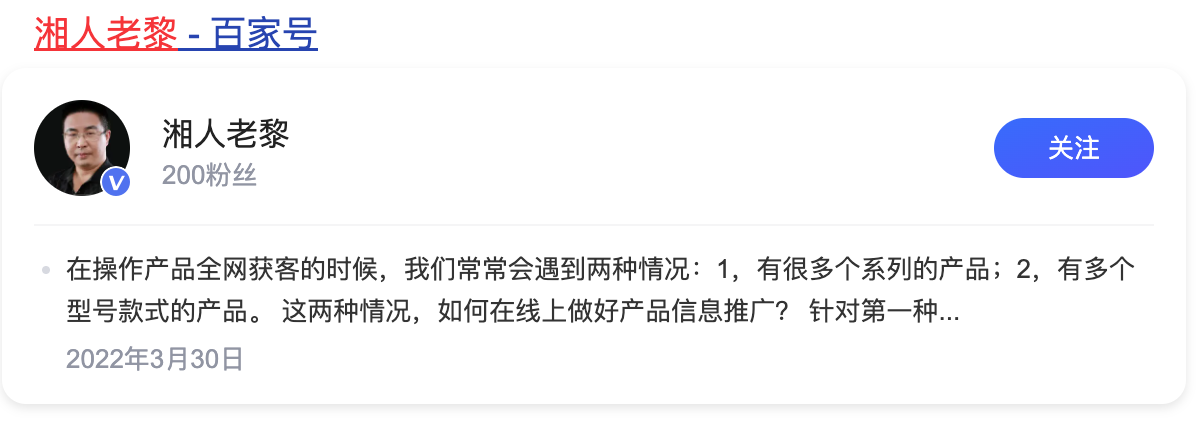 湘人老黎 - 百家号
湘人老黎
200粉丝
关注
在操作产品全网获客的时候，我们常常会遇到两种情况：1，有很多个系列的产品；2，有多个
型号款式的产品。 这两种情况，如何在线上做好产品信息推广？ 针对第一种...
2022年3月30日